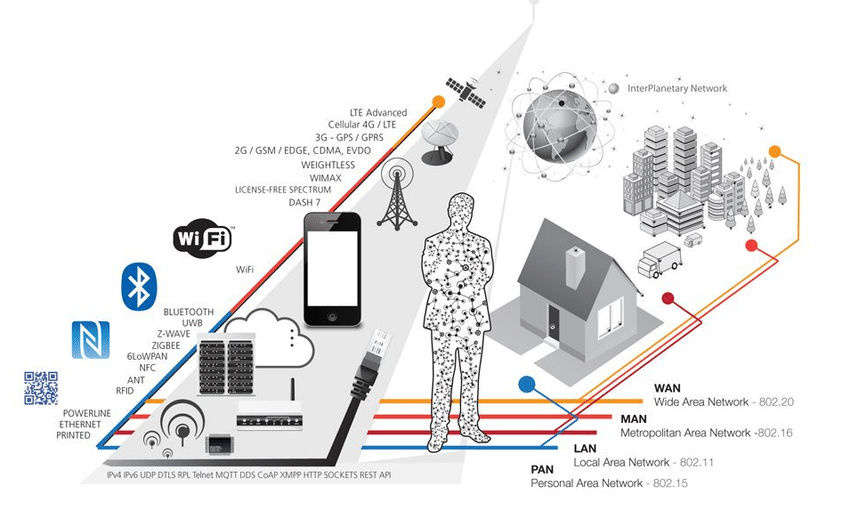 InterPlanetary Network
LTE Advanced
Cellular 4G / LTE
3G - GPS / GPRS
2G / GSM / EDGE, CDMA, EVDO
WEIGHTLESS
WIMAX
LICENSE-FREE SPECTRUM
DASH 7
Wi Fi
WiFi
BLUETOOTH
UWB
Z-WAVE
ZIGBEE
6LoWPAN
NFC
ANT
RFID
POWERLINE
ETHERNET
PRINTED
WAN
Wide Area Network - 802.20
MAN
Metropolitan Area Network -802.16
LAN
Local Area Network - 802.11
PAN
Personal Area Network - 802.15
IPv4 IPv6 UDP DTLS RPL Telnet MQTT DDS CoAP XMPP HTTP SOCKETS REST API